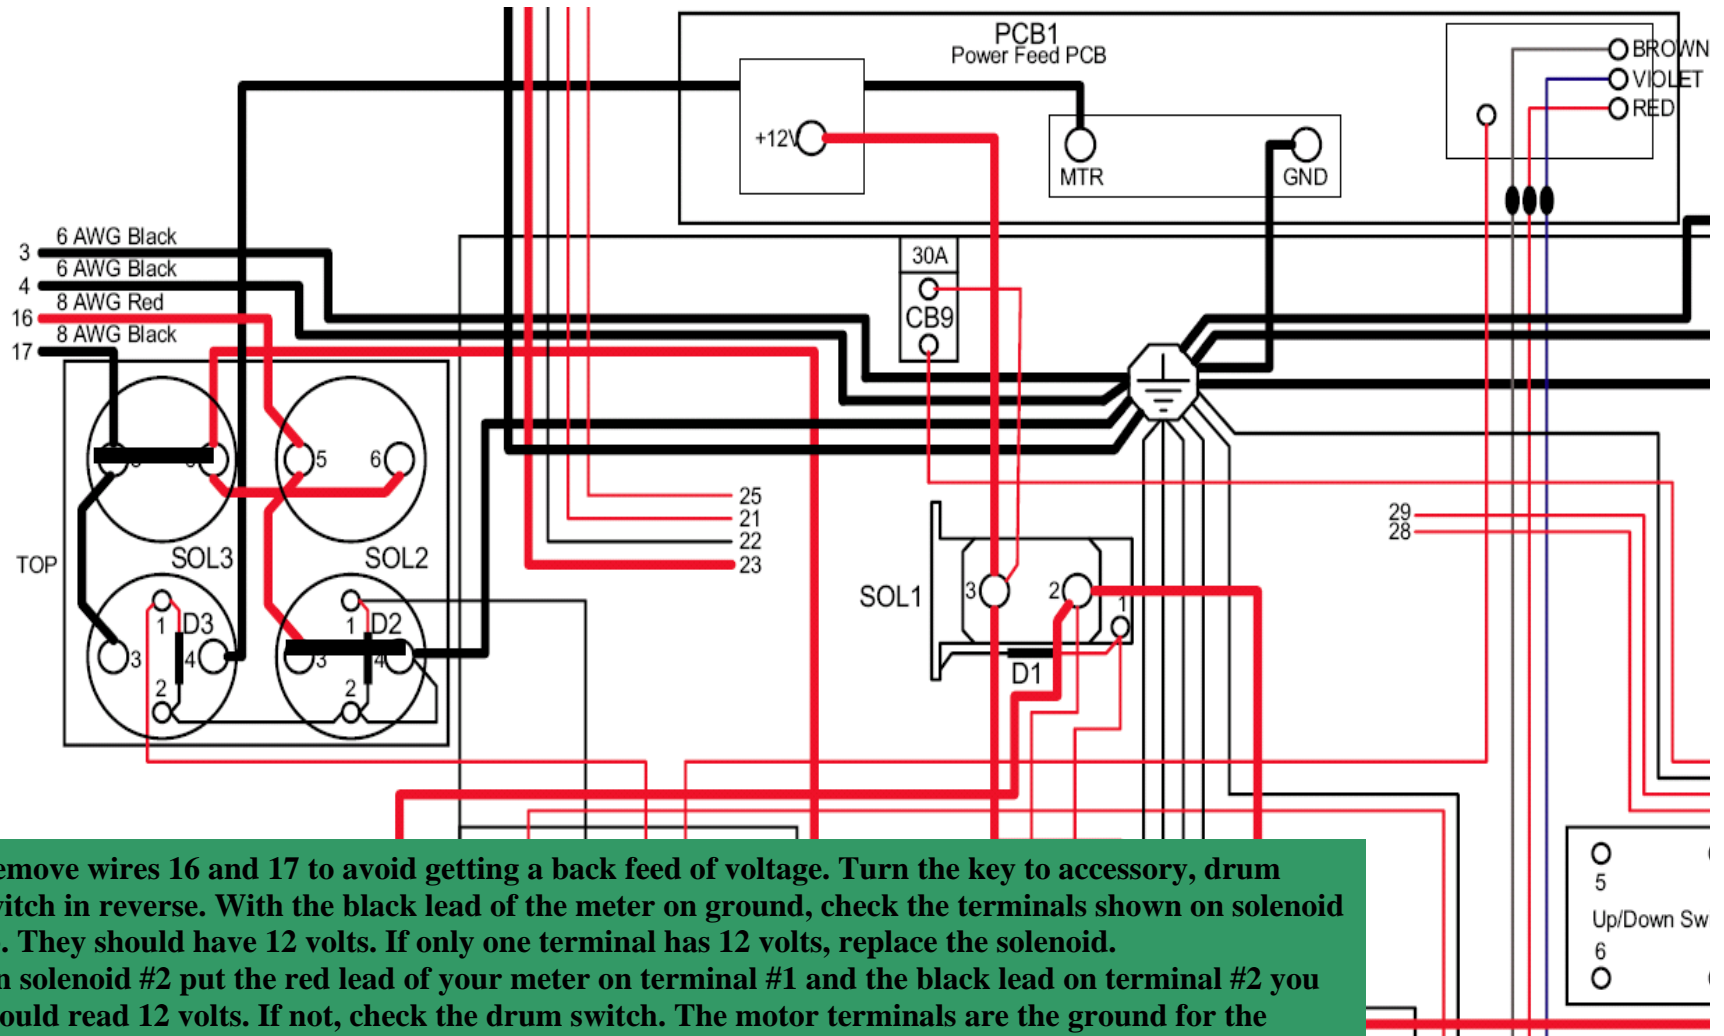 PCB1
Power Feed PCB
BROWN
VIOLET
RED
+12V
MTR
GND
6 AWG Black
3
6 AWG Black
4
8 AWG Red
16
8 AWG Black
17
30A
CB9
5
6
TOP
SOL3
SOL2
25
21
22
23
29
28
SOL1
3
2
1
D1
1
D3
3
4
2
1
D2
3
4
2
emove wires 16 and 17 to avoid getting a back feed of voltage. Turn the key to accessory, drum
witch in reverse. With the black lead of the meter on ground, check the terminals shown on solenoid
. They should have 12 volts. If only one terminal has 12 volts, replace the solenoid.
n solenoid #2 put the red lead of your meter on terminal #1 and the black lead on terminal #2 you
ould read 12 volts. If not, check the drum switch. The motor terminals are the ground for the
5
Up/Down Sw
6